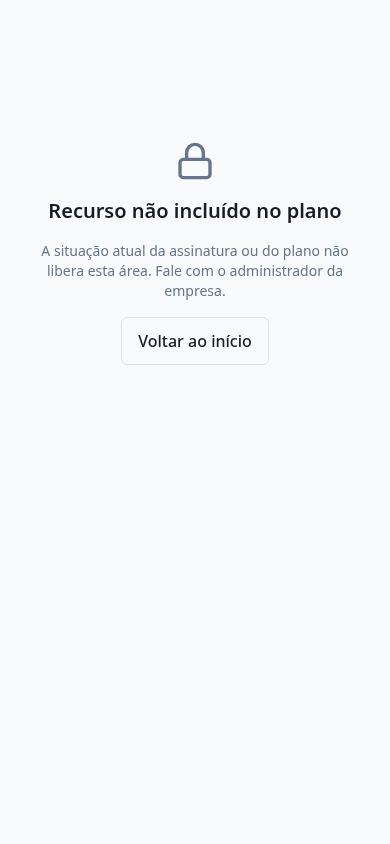 Recurso não incluído no plano
A situação atual da assinatura ou do plano não
libera esta área. Fale com o administrador da
empresa.
Voltar ao início